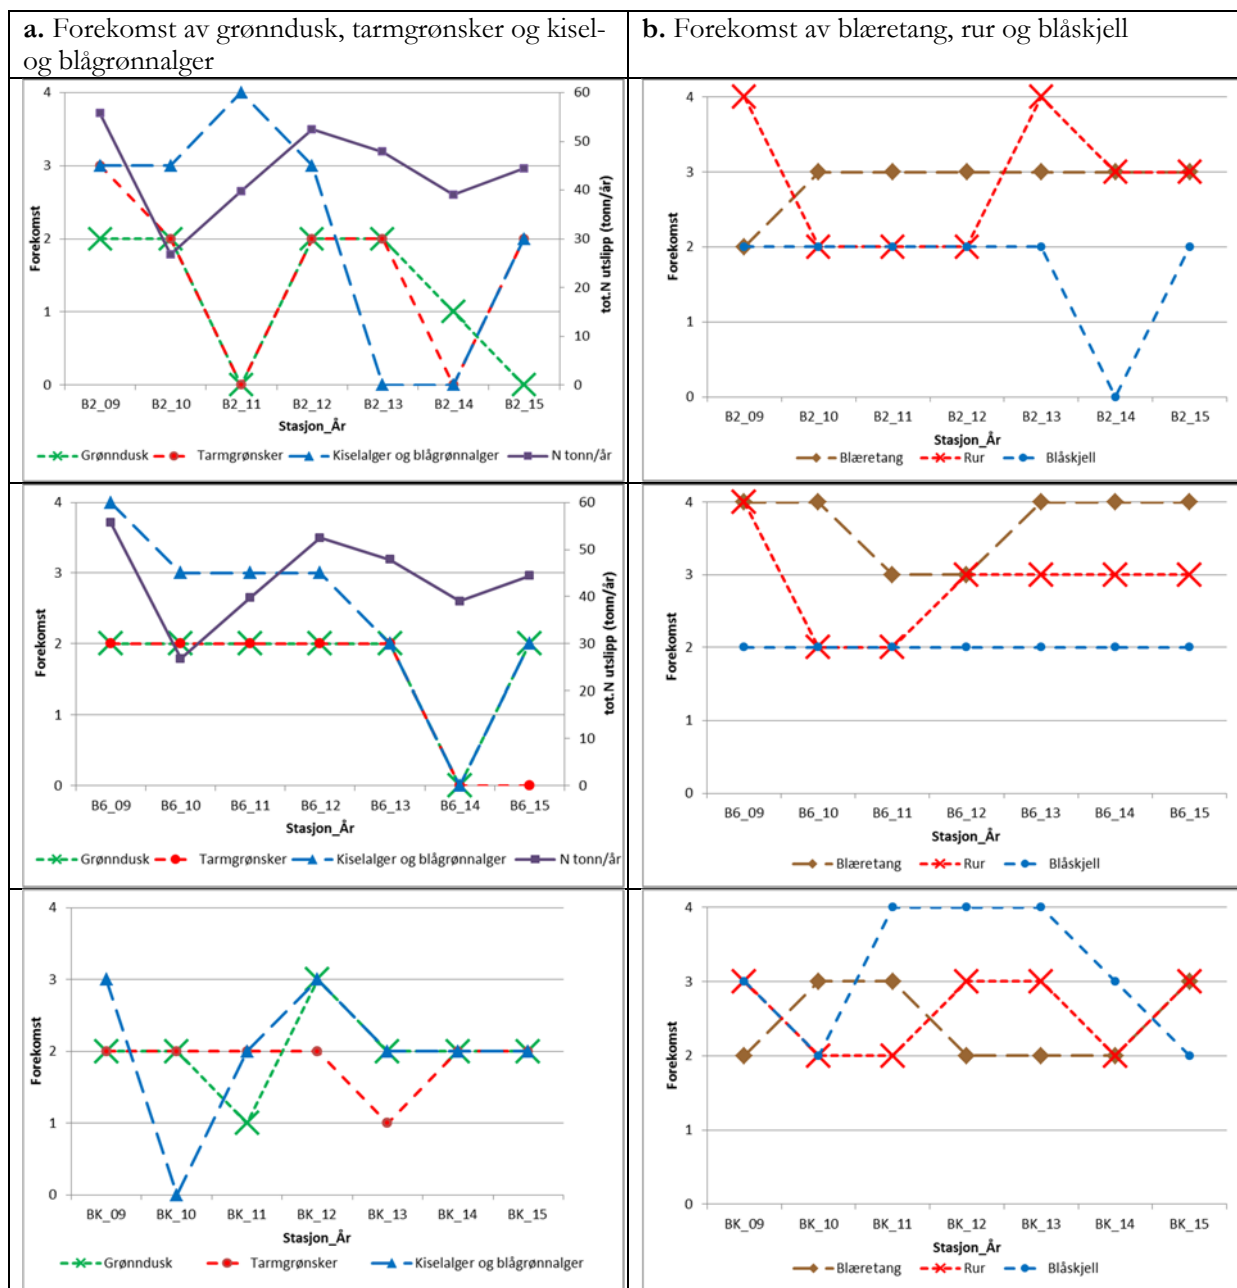 a. Forekomst av grønndusk, tarmgrønsker og kisel-
og blågrønnalger
b. Forekomst av blæretang, rur og blåskjell
4
3
2
1
0
Forekomst
60
50
40
30
20
10
0
tot.N utslipp (tonn/år)
B2_09 B2_10 B2_11 B2_12 B2_13 B2_14 B2_15
Stasjon_År
Grønndusk Tarmgrønsker Kiselalger og blågrønnalger N tonn/år
4
3
2
1
0
Forekomst
B2_09 B2_10 B2_11 B2_12 B2_13 B2_14 B2_15
Stasjon_År
Blæretang Rur Blåskjell
4
3
2
1
0
Forekomst
60
50
40
30
20
10
0
tot.N utslipp (tonn/år)
B6_09 B6_10 B6_11 B6_12 B6_13 B6_14 B6_15
Stasjon_År
Grønndusk Tarmgrønsker Kiselalger og blågrønnalger N tonn/år
4
3
2
1
0
Forekomst
B6_09 B6_10 B6_11 B6_12 B6_13 B6_14 B6_15
Stasjon_År
Blæretang Rur Blåskjell
4
3
2
1
0
Forekomst
BK_09 BK_10 BK_11 BK_12 BK_13 BK_14 BK_15
Stasjon_År
Grønndusk Tarmgrønsker Kiselalger og blågrønnalger
4
3
2
1
0
Forekomst
BK_09 BK_10 BK_11 BK_12 BK_13 BK_14 BK_15
Stasjon_År
Blæretang Rur Blåskjell